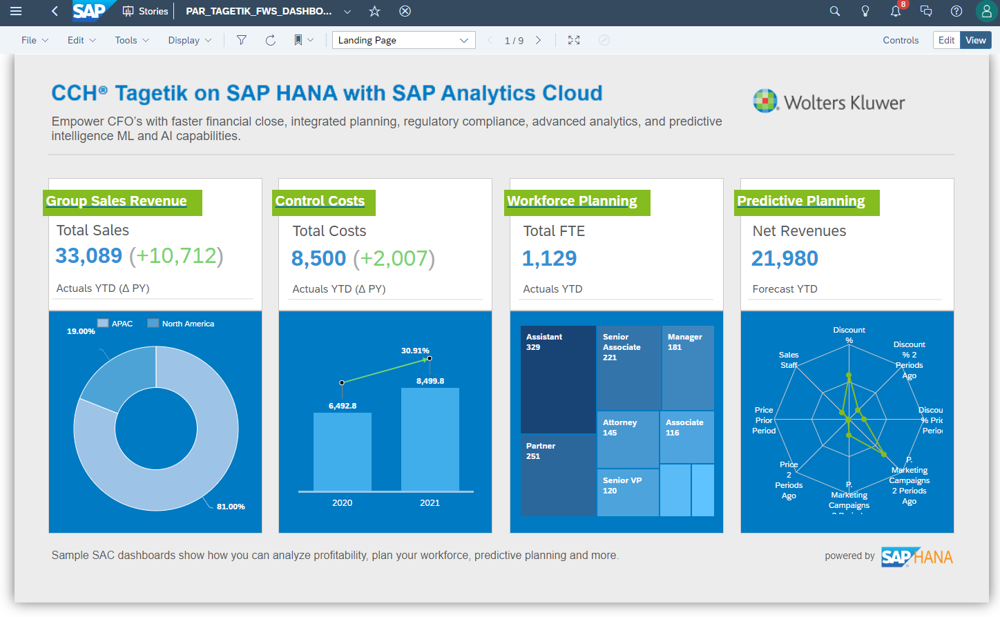 SAP Stories PAR_TAGETIK_FWS_DASHBO... 8
File Edit Tools Display Landing Page 1 / 9 Controls Edit View
CCH® Tagetik on SAP HANA with SAP Analytics Cloud
Empower CFO's with faster financial close, integrated planning, regulatory compliance, advanced analytics, and predictive
intelligence ML and AI capabilities.
Wolters Kluwer
Group Sales Revenue
Total Sales
33,089 (+10,712)
Actuals YTD (Δ PY)
APAC North America
19.00%
81.00%
Control Costs
Total Costs
8,500 (+2,007)
Actuals YTD (Δ PY)
30.91%
8,499.8
6,492.8
2020 2021
Workforce Planning
Total FTE
1,129
Actuals YTD
Assistant
329
Senior
Associate
221
Manager
181
Attorney
145
Associate
116
Partner
251
Senior VP
120
Predictive Planning
Net Revenues
21,980
Forecast YTD
Discount
%
Discount
% 2
Periods
Ago
Sales
Staff
Price
Prior
Period
Discou
% Pric
Perio
Price
2
Periods
Ago
P.
Marketing
Campaigns
P.
Marketing
Campaigns
2 Periods
Ago
Sample SAC dashboards show how you can analyze profitability, plan your workforce, predictive planning and more.
powered by SAP HANA